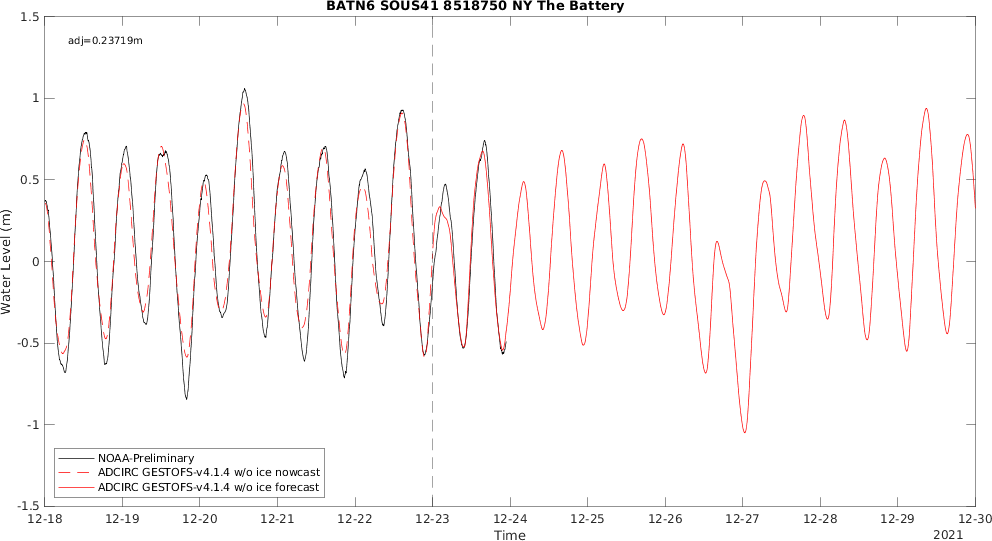 BATN6 SOUS41 8518750 NY The Battery
adj=0.23719m
1.5
1
0.5
0
-0.5
-1
-1.5
Water Level (m)
NOAA-Preliminary
ADCIRC GESTOFS-v4.1.4 w/o ice nowcast
ADCIRC GESTOFS-v4.1.4 w/o ice forecast
12-18 12-19 12-20 12-21 12-22 12-23 12-24 12-25 12-26 12-27 12-28 12-29 12-30
Time
2021